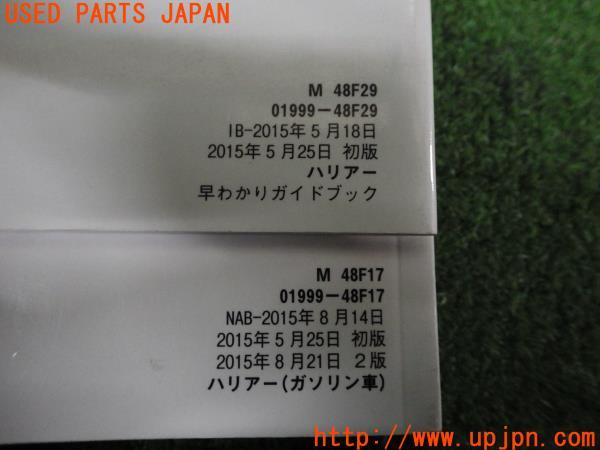 USED PARTS JAPAN
M 48F29
01999-48F29
IB-2015年5月18日
2015年5月25日 初版
ハリアー
早わかりガイドブック
M 48F17
01999-48F17
NAB-2015年8月14日
2015年5月25日 初版
2015年8月21日 2版
ハリアー(ガソリン車)
www.upjpn.com